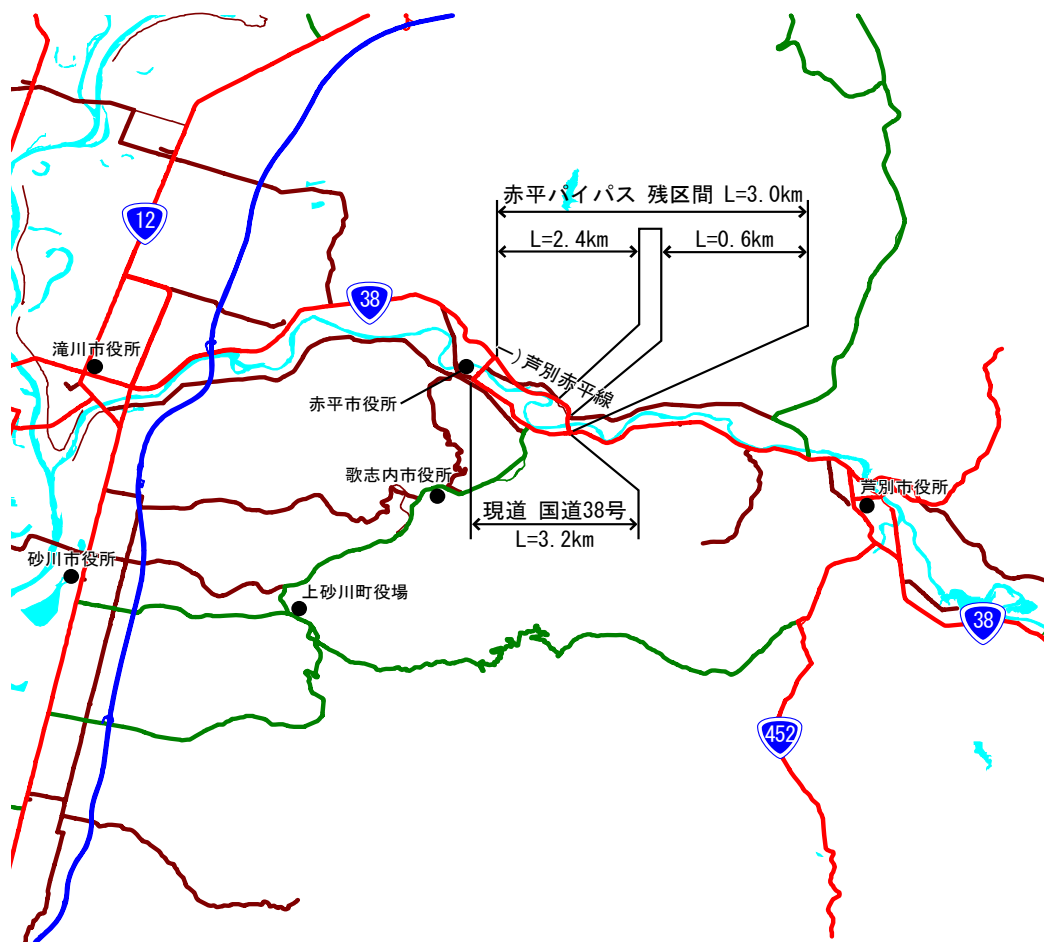 赤平バイパス 残区間 L=3.0km
12
L=2.4km
L=0.6km
38
滝川市役所
(一)芦別赤平線
赤平市役所
歌志内市役所
芦別市役所
現道 国道38号
L=3.2km
砂川市役所
上砂川町役場
38
452